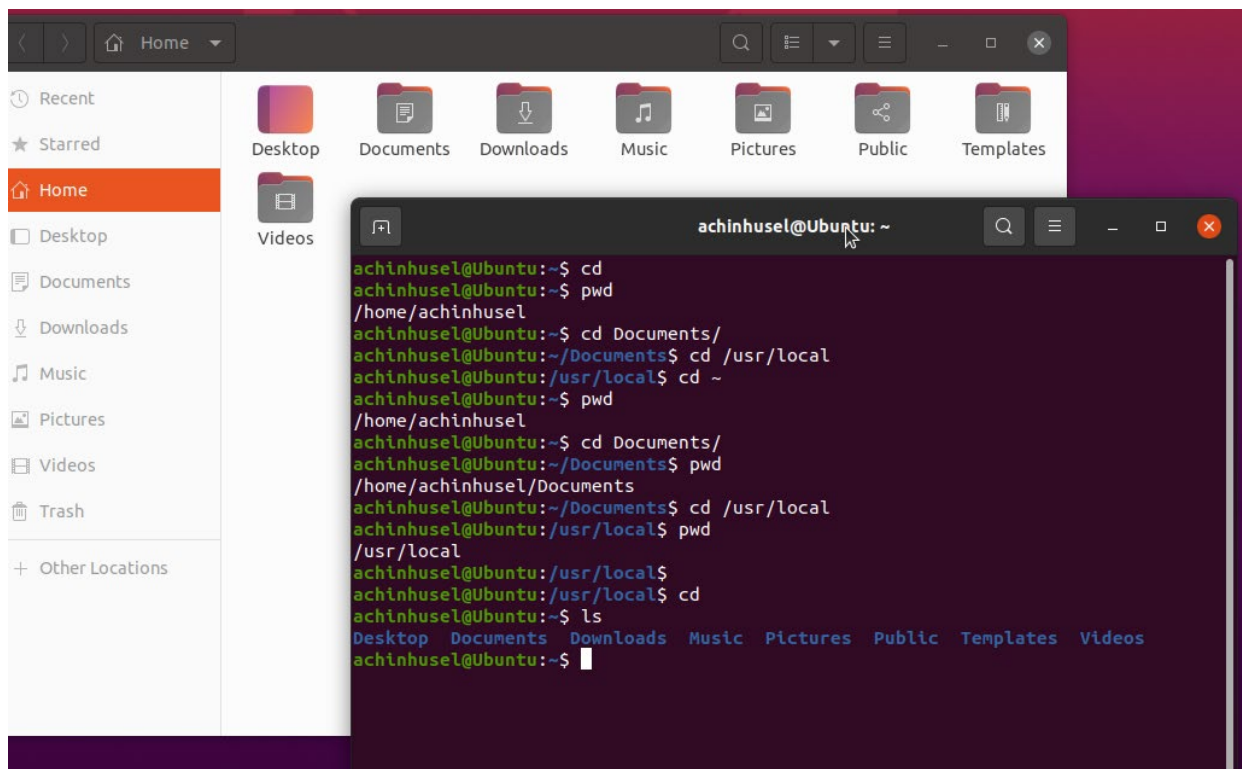 Home
Recent
Starred
Home
Desktop
Documents
Downloads
Music
Pictures
Videos
Trash
+ Other Locations
Desktop Documents Downloads Music Pictures Public Templates
Videos
achinhusel@Ubuntu: ~
achinhusel@Ubuntu:~$ cd
achinhusel@Ubuntu:~$ pwd
/home/achinhusel
achinhusel@Ubuntu:~$ cd Documents/
achinhusel@Ubuntu:~/Documents$ cd /usr/local
achinhusel@Ubuntu:/usr/local$ cd ~
achinhusel@Ubuntu:~$ pwd
/home/achinhusel
achinhusel@Ubuntu:~$ cd Documents/
achinhusel@Ubuntu:~/Documents$ pwd
/home/achinhusel/Documents
achinhusel@Ubuntu:~/Documents$ cd /usr/local
achinhusel@Ubuntu:/usr/local$ pwd
/usr/local
achinhusel@Ubuntu:/usr/local$
achinhusel@Ubuntu:/usr/local$ cd
achinhusel@Ubuntu:~$ ls
Desktop Documents Downloads Music Pictures Public Templates Videos
achinhusel@Ubuntu:~$